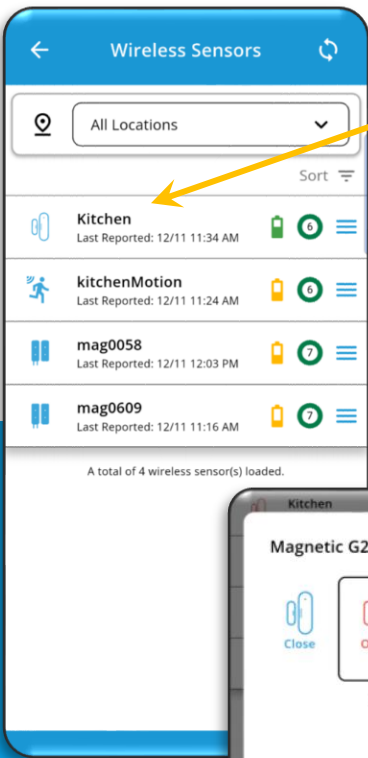 Wireless Sensors
All Locations
Sort
Kitchen
Last Reported: 12/11 11:34 AM
6
kitchenMotion
Last Reported: 12/11 11:24 AM
6
mag0058
Last Reported: 12/11 12:03 PM
7
mag0609
Last Reported: 12/11 11:16 AM
7
A total of 4 wireless sensor(s) loaded.
Kitchen
Magnetic G2
Close